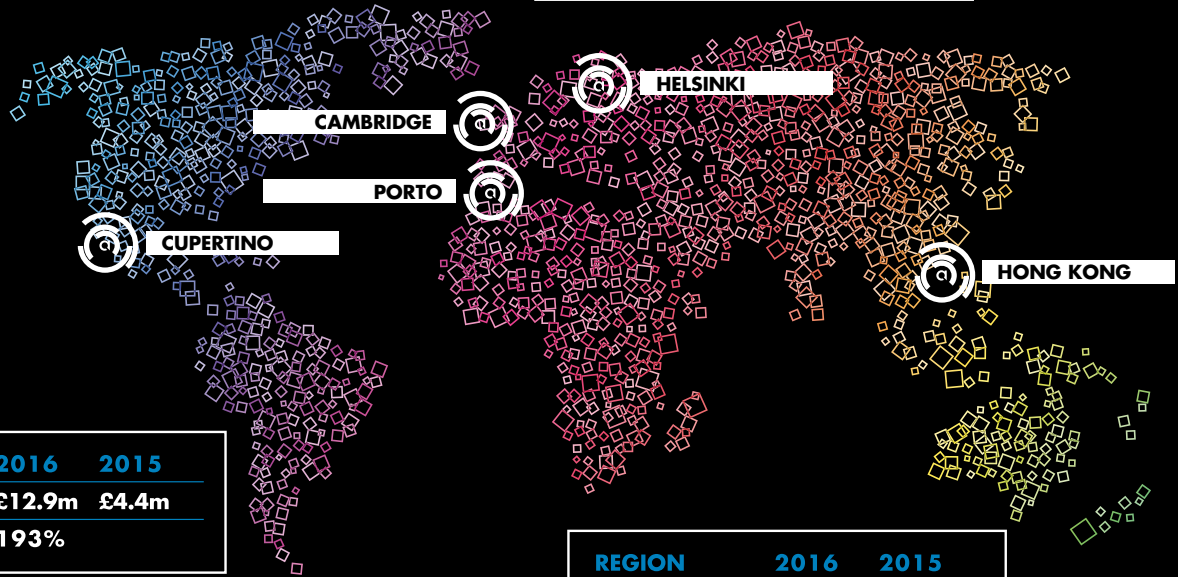 HELSINKI
CAMBRIDGE
PORTO
CUPERTINO
HONG KONG
2016 2015
£12.9m £4.4m
193%
REGION 2016 2015